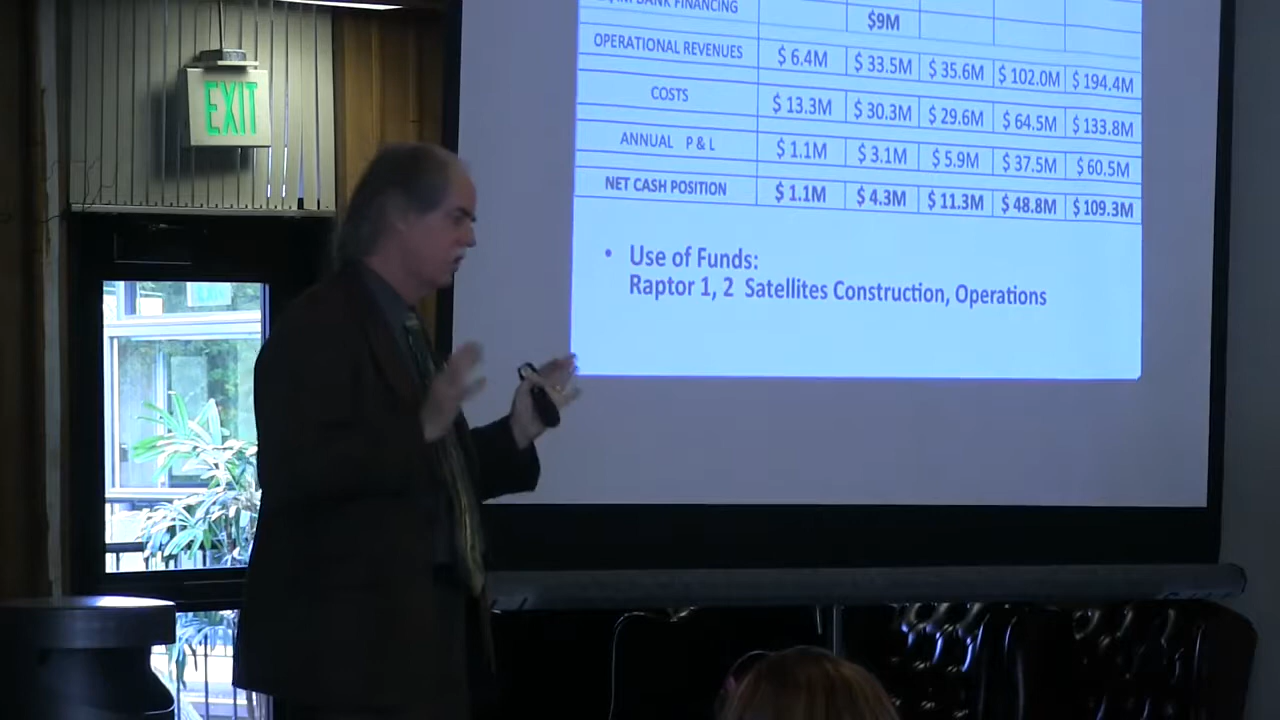 BANK FINANCING
$9M
OPERATIONAL REVENUES $ 6.4M $ 33.5M $ 35.6M $ 102.0M $ 194.4M
COSTS $ 13.3M $ 30.3M $ 29.6M $ 64.5M $ 133.8M
ANNUAL P & L $ 1.1M $ 3.1M $ 5.9M $ 37.5M $ 60.5M
NET CASH POSITION $ 1.1M $ 4.3M $ 11.3M $ 48.8M $ 109.3M
• Use of Funds:
Raptor 1, 2 Satellites Construction, Operations
EXIT